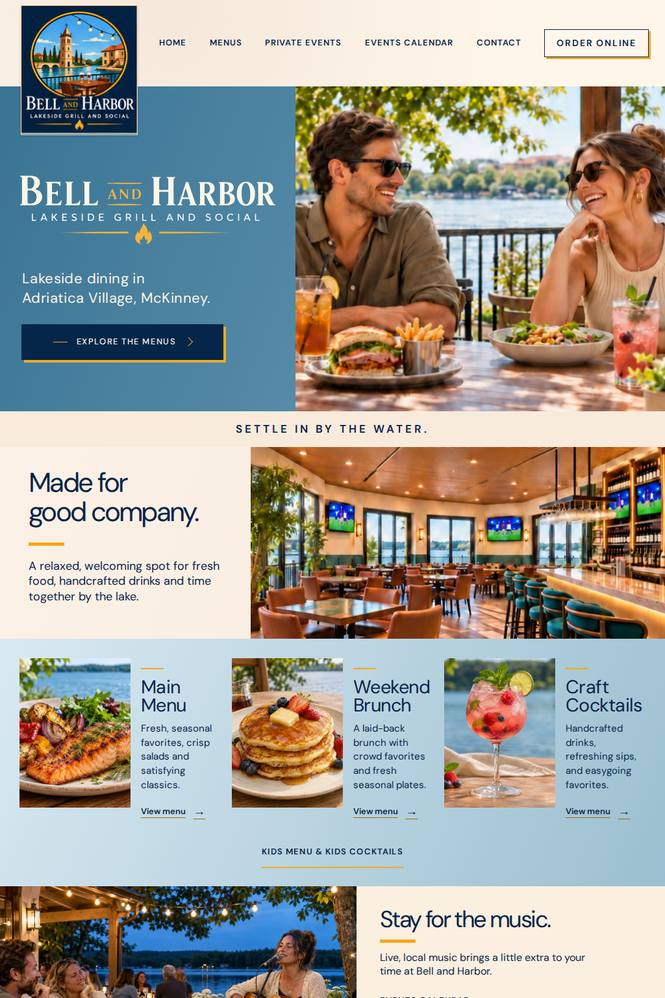 BELL AND HARBOR
LAKESIDE GRILL AND SOCIAL
HOME
MENUS
PRIVATE EVENTS
EVENTS CALENDAR
CONTACT
ORDER ONLINE
BELL AND HARBOR
LAKESIDE GRILL AND SOCIAL
Lakeside dining in
Adriatica Village, McKinney.
EXPLORE THE MENUS
SETTLE IN BY THE WATER.
Made for
good company.
A relaxed, welcoming spot for fresh
food, handcrafted drinks and time
together by the lake.
Main
Menu
Fresh, seasonal
favorites, crisp
salads and
satisfying
classics.
View menu →
Weekend
Brunch
A laid-back
brunch with
crowd favorites
and fresh
seasonal plates.
View menu →
Craft
Cocktails
Handcrafted
drinks,
refreshing sips,
and easygoing
favorites.
View menu →
KIDS MENU & KIDS COCKTAILS
Stay for the music.
Live, local music brings a little extra to your
time at Bell and Harbor.